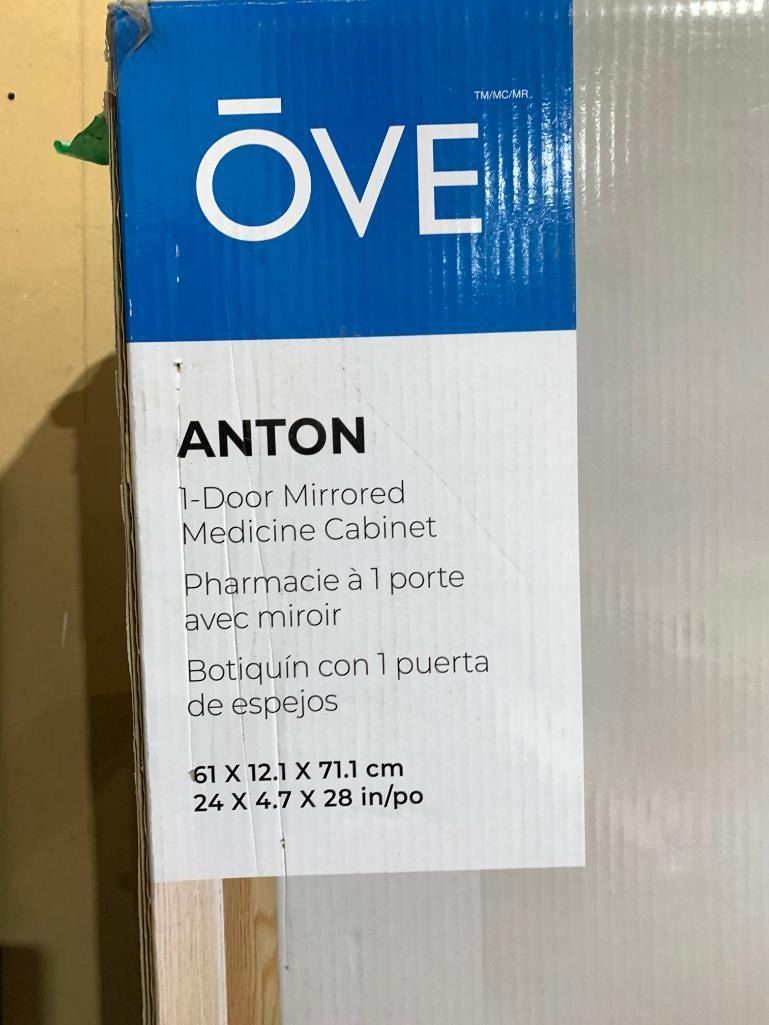 ŌVE
TM/MC/MR
ANTON
1-Door Mirrored
Medicine Cabinet
Pharmacie à 1 porte
avec miroir
Botiquín con 1 puerta
de espejos
61 X 12.1 X 71.1 cm
24 X 4.7 X 28 in/po